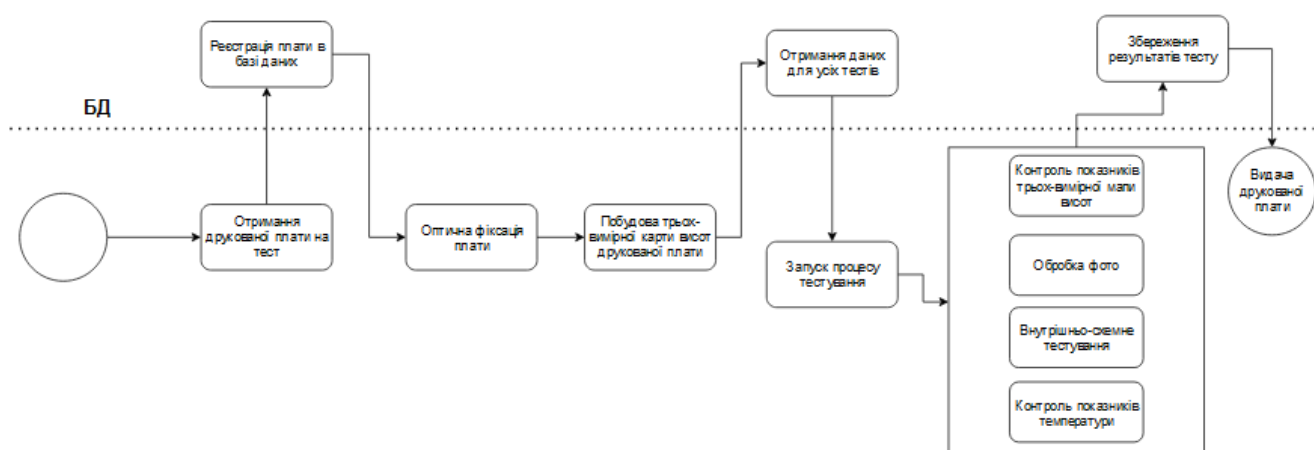 Реєстрація плати в
базі даних
Отримання даних
для усіх тестів
Збереження
результатів тесту
БД
Отримання
друкованої плати на
тест
Оптична фіксація
плати
Побудова трьох-
вимірної карти висот
друкованої плати
Запуск процесу
тестування
Контроль показників
трьох-вимірної мапи
висот
Обробка фото
Внутрішньо-схемне
тестування
Контроль показників
температури
Видача
друкованої
плати